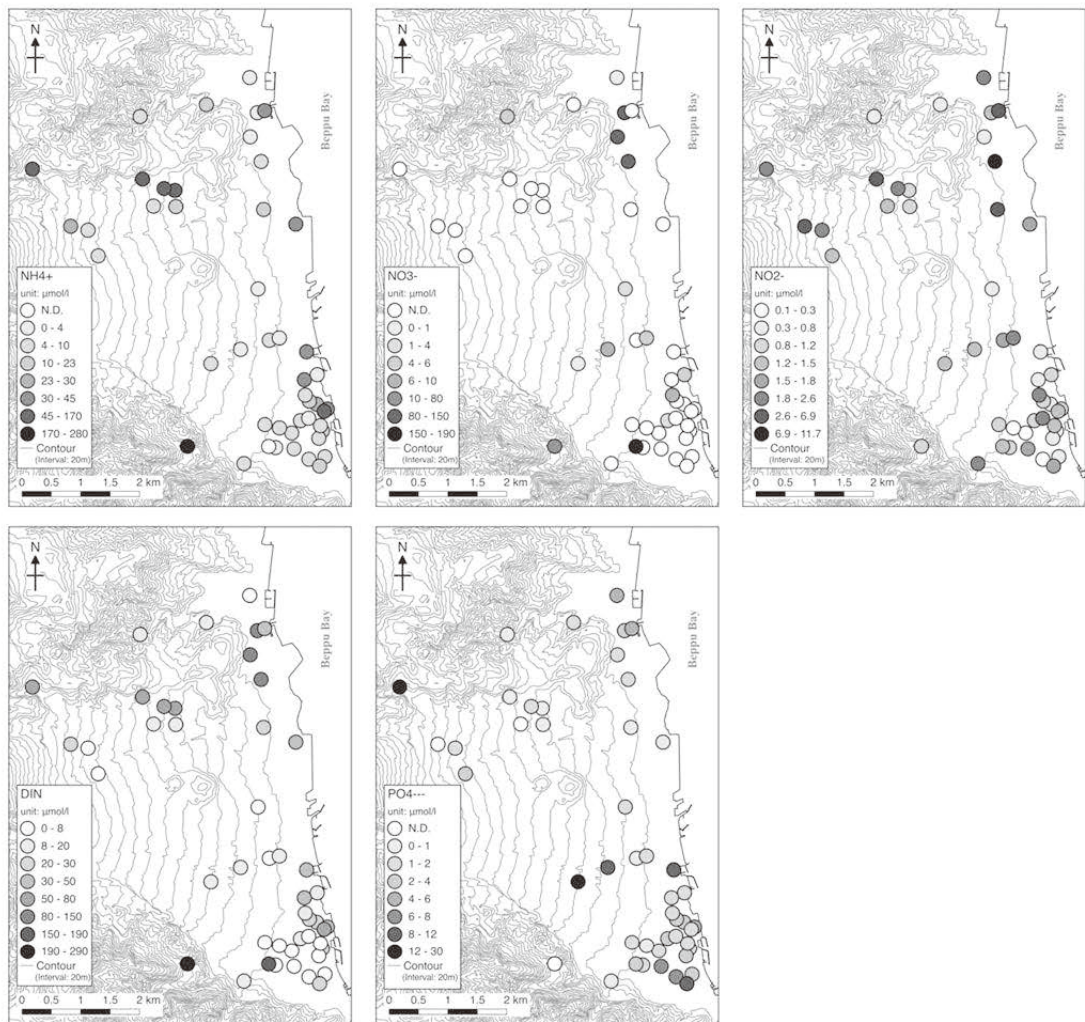 N
Beppu Bay
NH4+
unit: μmol/l
N.D.
0 - 4
4 - 10
10 - 23
23 - 30
30 - 45
45 - 170
170 - 280
Contour
(Interval: 20m)
0 0.5 1 1.5 2 km
N
Beppu Bay
NO3-
unit: μmol/l
N.D.
0 - 1
1 - 4
4 - 6
6 - 10
10 - 80
80 - 150
150 - 190
Contour
(Interval: 20m)
0 0.5 1 1.5 2 km
N
Beppu Bay
NO2-
unit: μmol/l
0.1 - 0.3
0.3 - 0.8
0.8 - 1.2
1.2 - 1.5
1.5 - 1.8
1.8 - 2.6
2.6 - 6.9
6.9 - 11.7
Contour
(Interval: 20m)
0 0.5 1 1.5 2 km
N
Beppu Bay
DIN
unit: μmol/l
0 - 8
8 - 20
20 - 30
30 - 50
50 - 80
80 - 150
150 - 190
190 - 290
Contour
(Interval: 20m)
0 0.5 1 1.5 2 km
N
Beppu Bay
PO4---
unit: μmol/l
N.D.
0 - 1
1 - 2
2 - 4
4 - 6
6 - 8
8 - 12
12 - 30
Contour
(Interval: 20m)
0 0.5 1 1.5 2 km